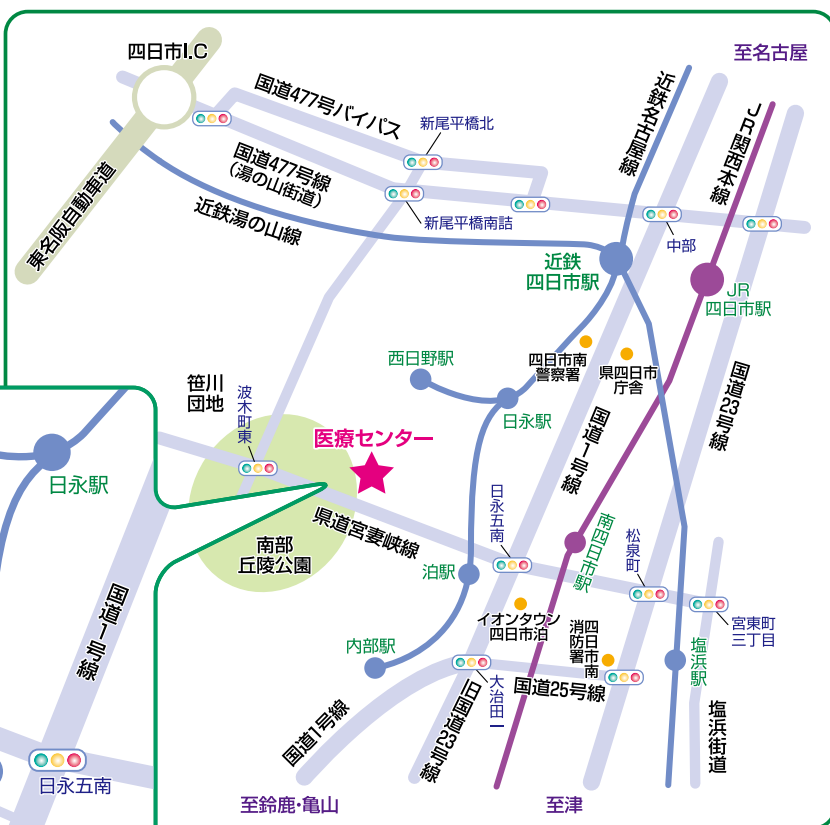 四日市I.C
至名古屋
国道477号バイパス
新尾平橋北
近鉄名古屋線
JR関西本線
国道477号線
(湯の山街道)
東名阪自動車道
近鉄湯の山線
新尾平橋南詰
中部
近鉄
四日市駅
JR
四日市駅
西日野駅
四日市南
警察署
県四日市
庁舎
国道23号線
笹川
団地
波木町東
医療センター
日永駅
国道1号線
日永駅
日永五南
県道宮妻峡線
南四日市駅
松泉町
南部
丘陵公園
泊駅
イオンタウン
四日市泊
四日市南
消防署
宮東町
三丁目
国道1号線
内部駅
塩浜駅
大治田一
国道25号線
旧国道23号線
国道1号線
塩浜街道
日永五南
至鈴鹿・亀山
至津